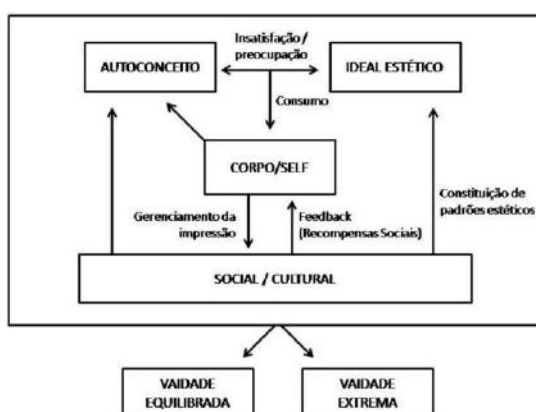 Insatisfação /
preocupação
AUTOCONCEITO
IDEAL ESTÉTICO
Consumo
CORPO/SELF
Gerenciamento da
impressão
Feedback
(Recompensas Sociais)
Constituição de
padrões estéticos
SOCIAL / CULTURAL
VAIDADE
EQUILIBRADA
VAIDADE
EXTREMA